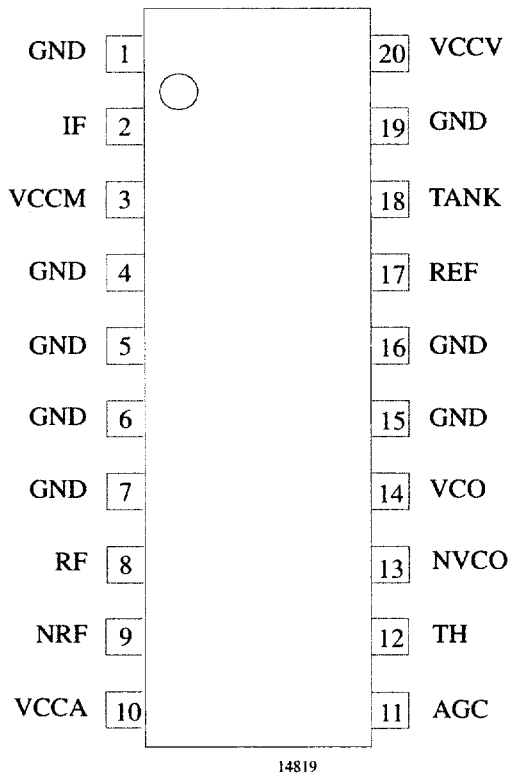 GND 1 20 VCCV
IF 2 19 GND
VCCM 3 18 TANK
GND 4 17 REF
GND 5 16 GND
GND 6 15 GND
GND 7 14 VCO
RF 8 13 NVCO
NRF 9 12 TH
VCCA 10 11 AGC
14819